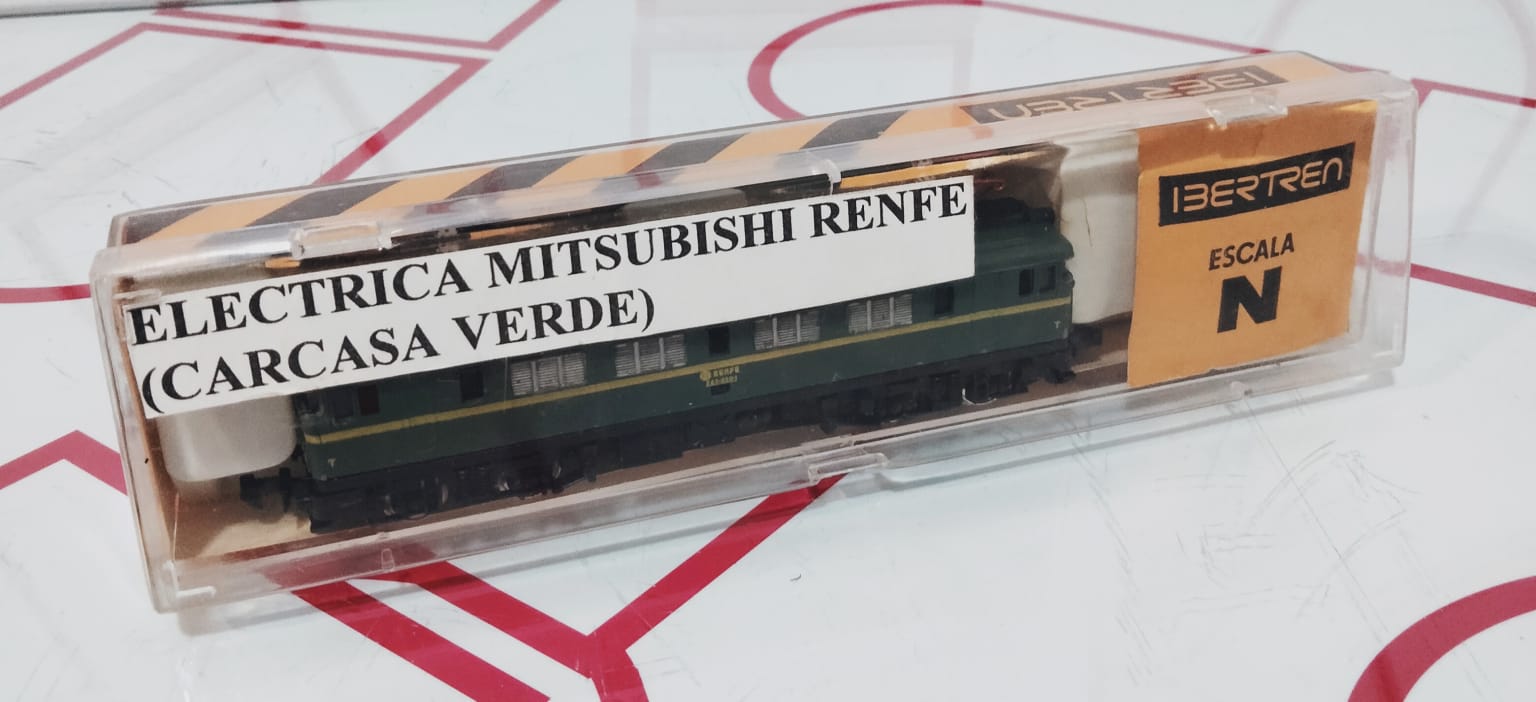 IBERTREN
ELECTRICA MITSUBISHI RENFE
(CARCASA VERDE)
IBERTREN
ESCALA
N
RENFE